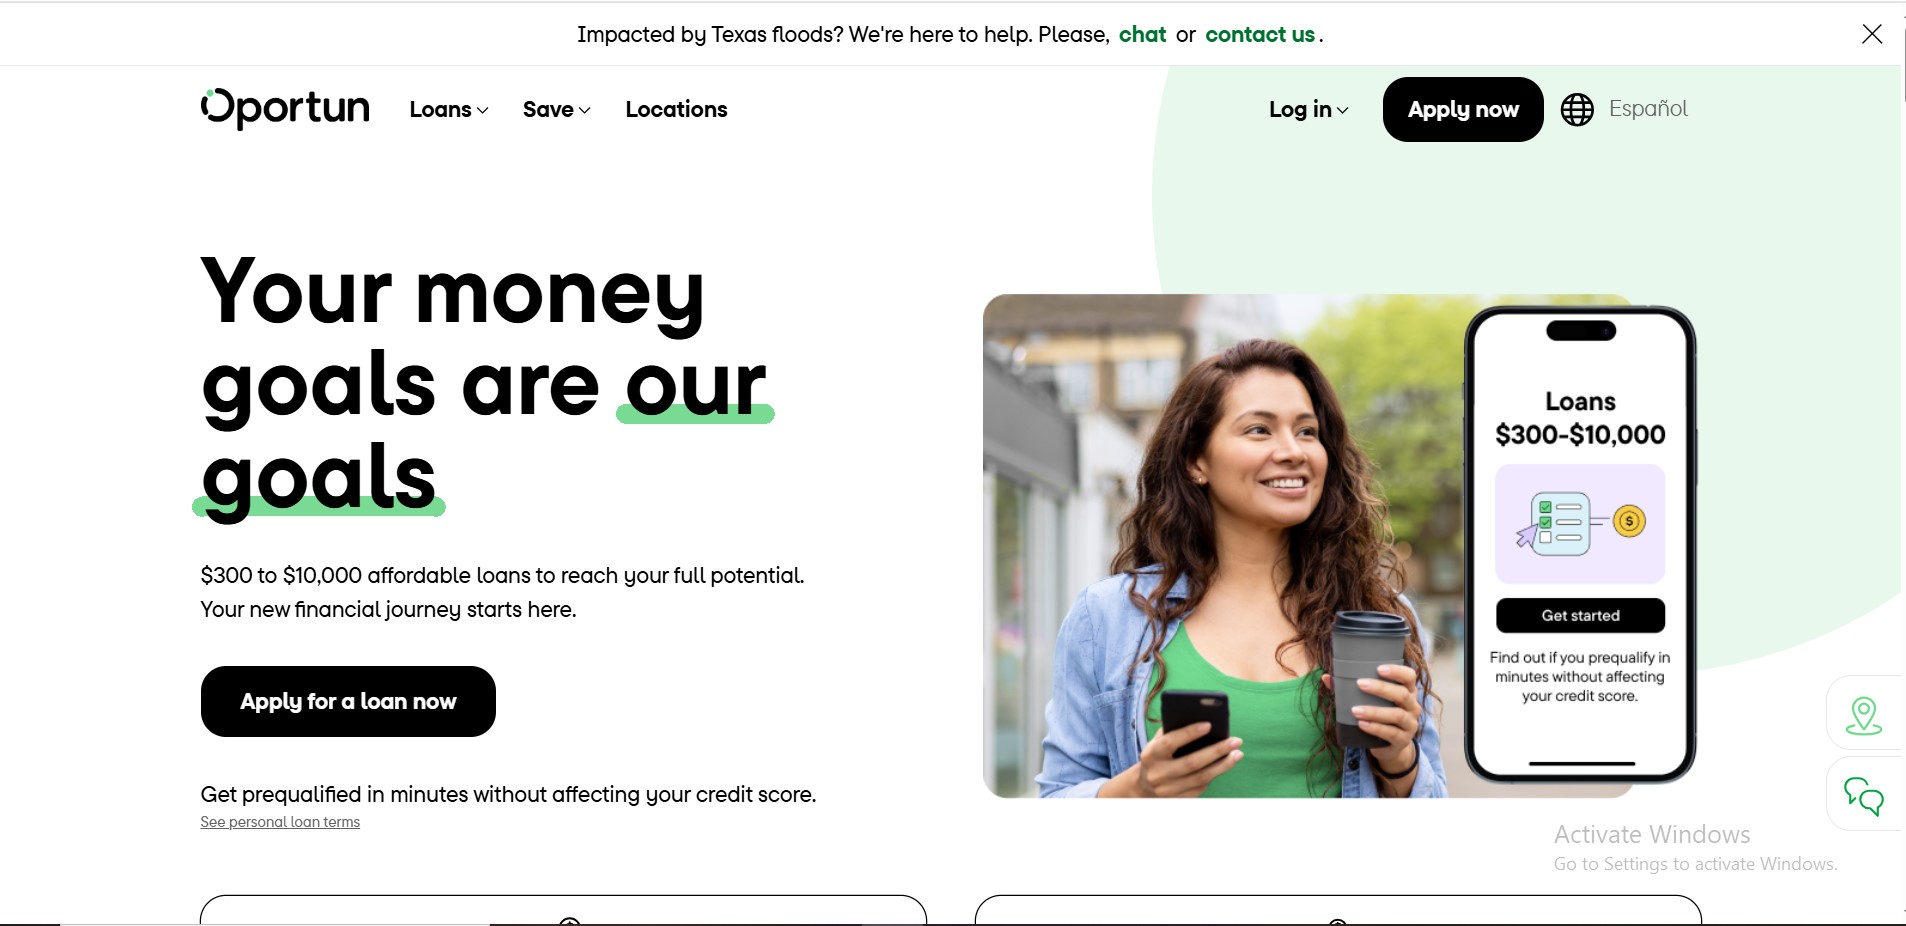 Impacted by Texas floods? We're here to help. Please, chat or contact us.
Oportun Loans Save Locations Log in Apply now Español
Your money
goals are our
goals
$300 to $10,000 affordable loans to reach your full potential.
Your new financial journey starts here.
Apply for a loan now
Get prequalified in minutes without affecting your credit score.
See personal loan terms
Loans
$300-$10,000
$
Get started
Find out if you prequalify in
minutes without affecting
your credit score.
Activate Windows
Go to Settings to activate Windows.